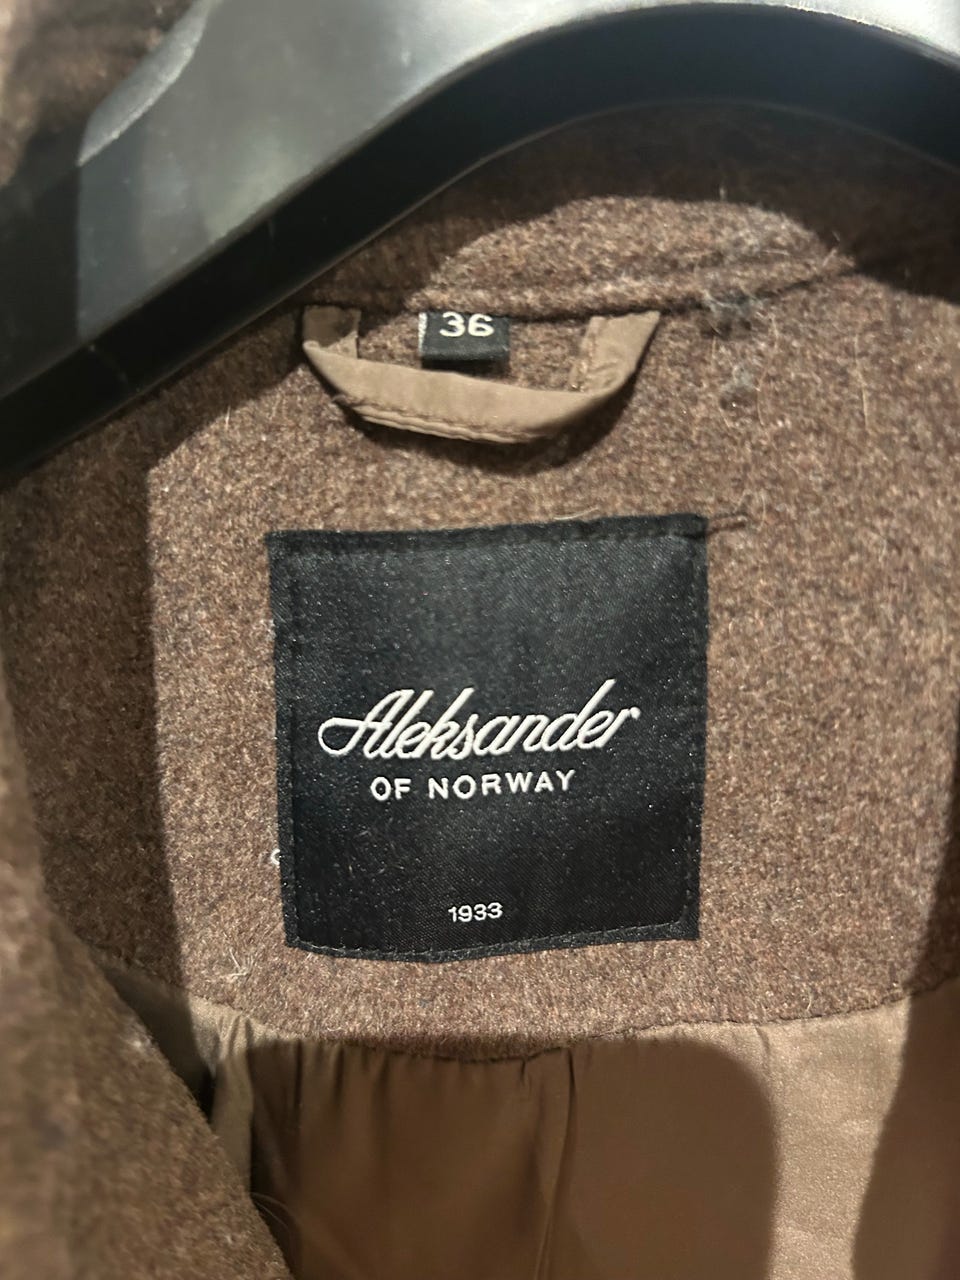 36
Aleksander
OF NORWAY
1933